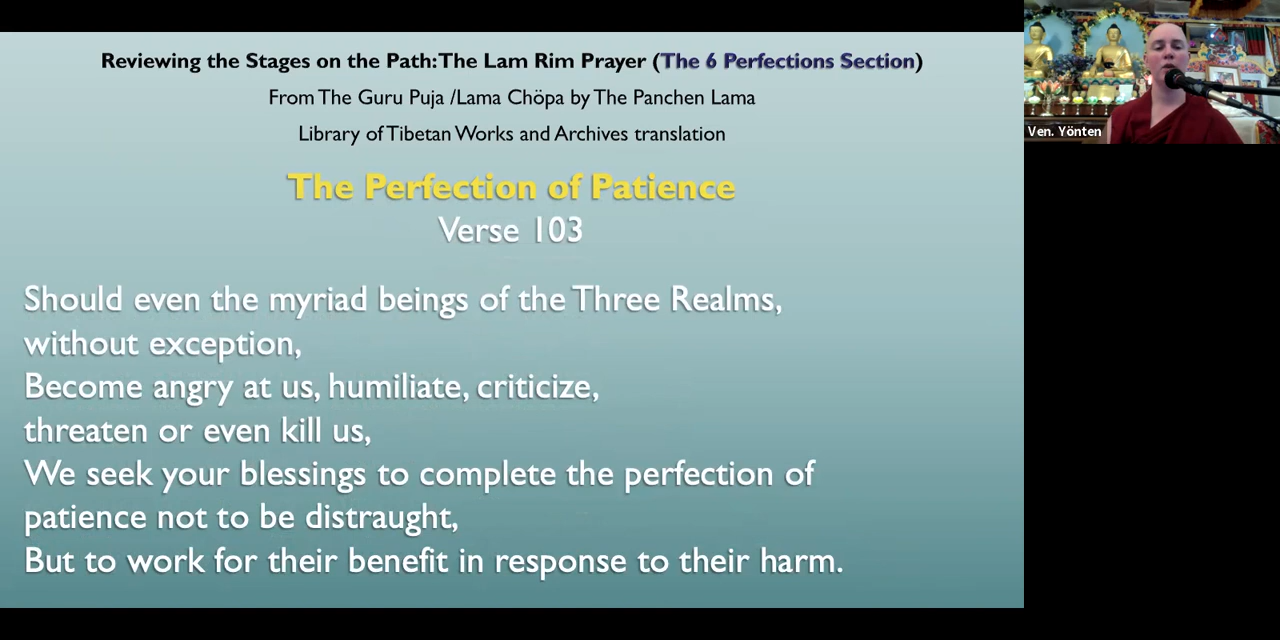 Reviewing the Stages on the Path:The Lam Rim Prayer (The 6 Perfections Section)
From The Guru Puja /Lama Chöpa by The Panchen Lama
Library of Tibetan Works and Archives translation
The Perfection of Patience
Verse 103
Should even the myriad beings of the Three Realms,
without exception,
Become angry at us, humiliate, criticize,
threaten or even kill us,
We seek your blessings to complete the perfection of
patience not to be distraught,
But to work for their benefit in response to their harm.
Ven. Yönten